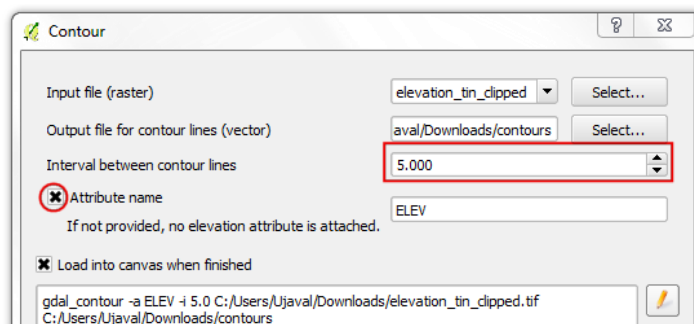 Contour
Input file (raster) elevation_tin_clipped Select...
Output file for contour lines (vector) aval/Downloads/contours Select...
Interval between contour lines 5.000
Attribute name
If not provided, no elevation attribute is attached. ELEV
Load into canvas when finished
gdal_contour -a ELEV -i 5.0 C:/Users/Ujaval/Downloads/elevation_tin_clipped.tif
C:/Users/Ujaval/Downloads/contours